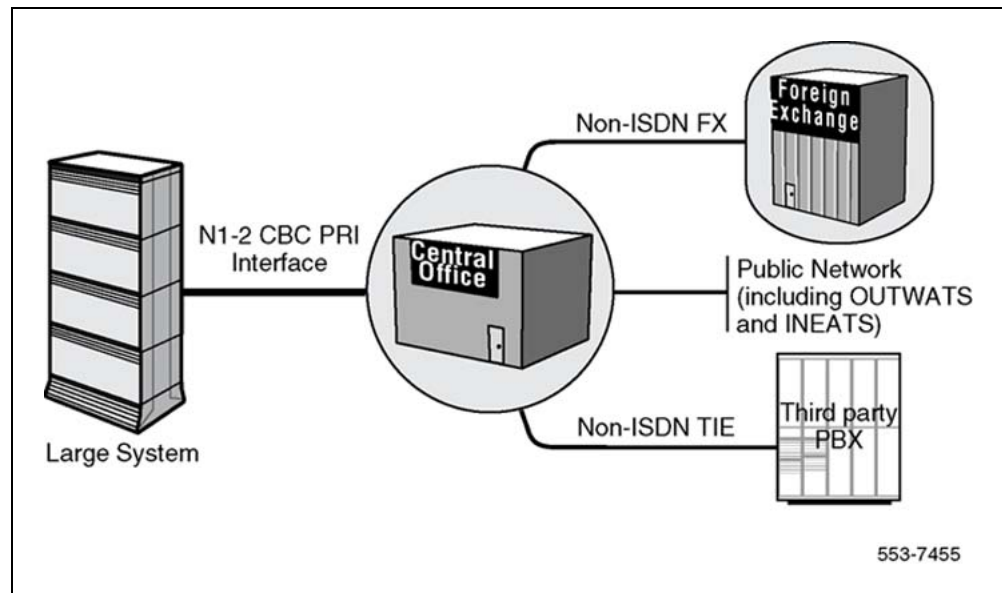 Foreign
Exchange
Non-ISDN FX
N1-2 CBC PRI
Interface
Central
Office
Public Network
(including OUTWATS
and INEATS)
Third party
PBX
Non-ISDN TIE
Large System
553-7455